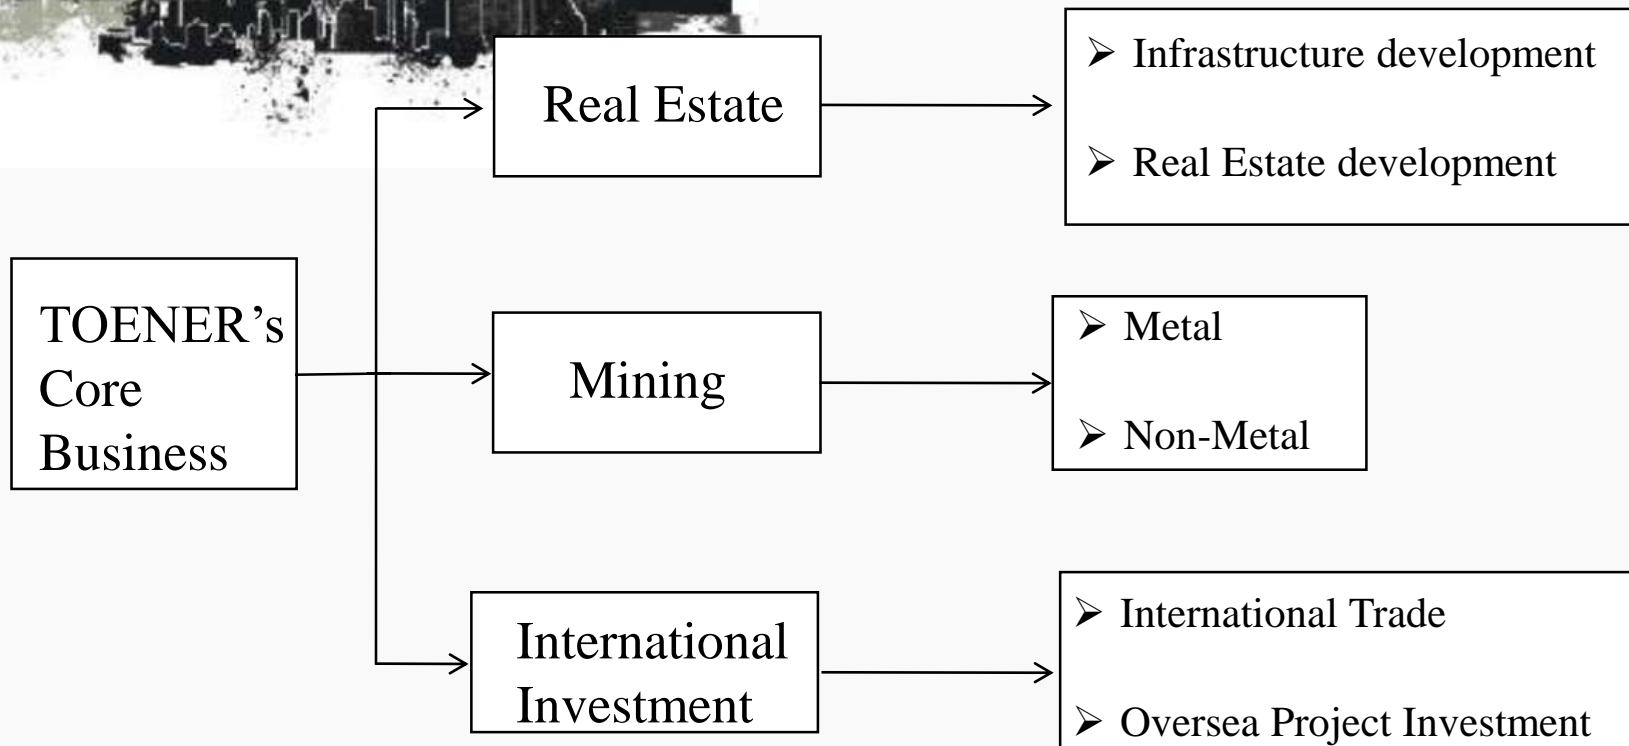 TOENER’s
Core
Business
Real Estate
Infrastructure development
Real Estate development
Mining
Metal
Non-Metal
International
Investment
International Trade
Oversea Project Investment